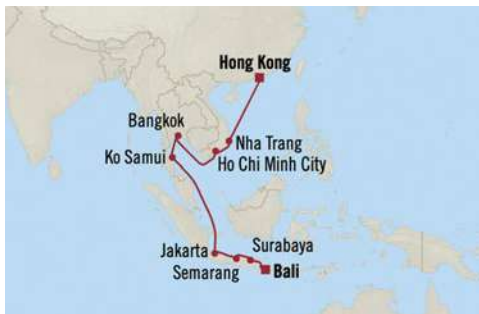 Hong Kong
Bangkok
Nha Trang
Ko Samui
Ho Chi Minh City
Jakarta
Surabaya
Semarang
Bali